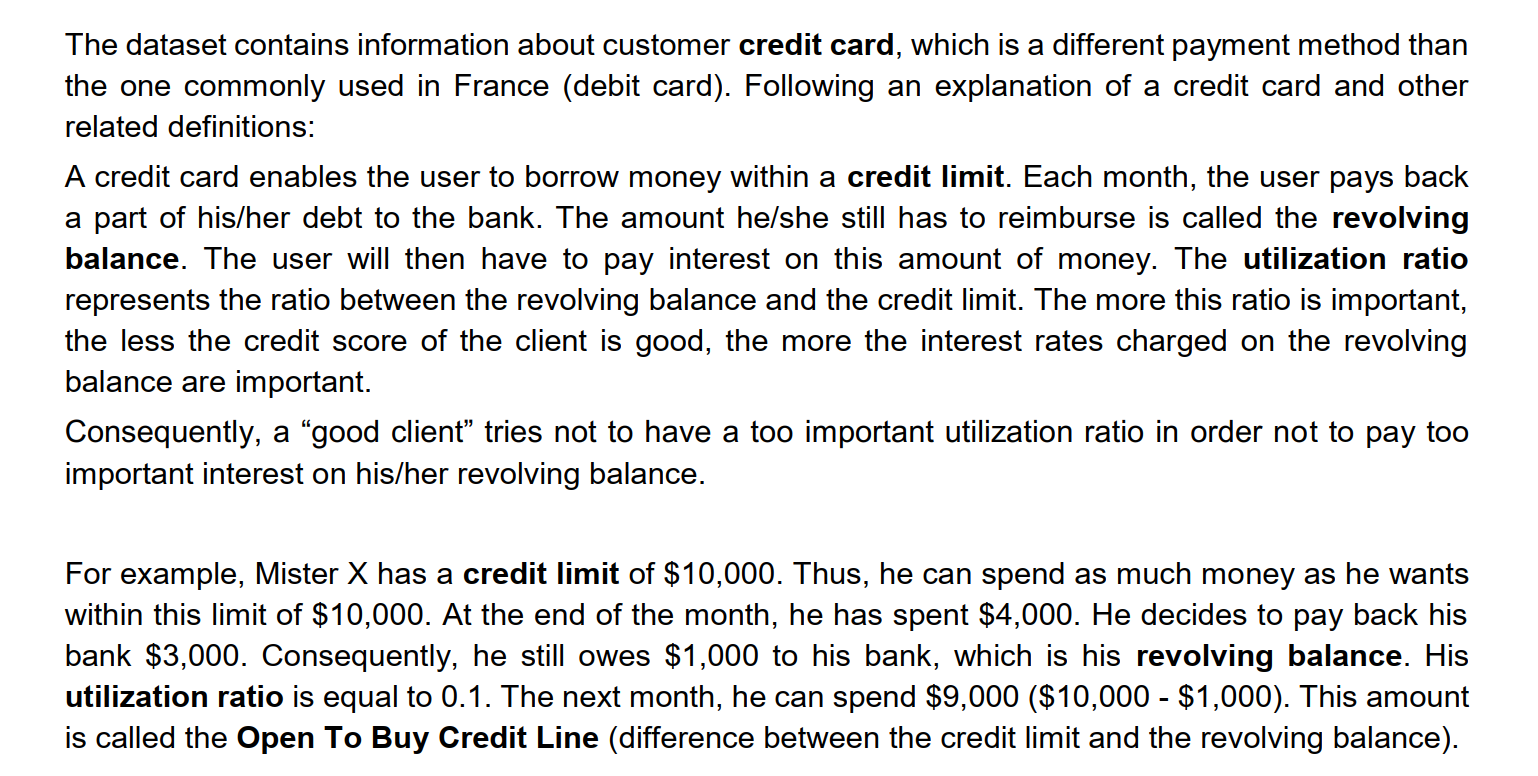 The dataset contains information about customer credit card, which is a different payment method than
the one commonly used in France (debit card). Following an explanation of a credit card and other
related definitions:
A credit card enables the user to borrow money within a credit limit. Each month, the user pays back
a part of his/her debt to the bank. The amount he/she still has to reimburse is called the revolving
balance. The user will then have to pay interest on this amount of money. The utilization ratio
represents the ratio between the revolving balance and the credit limit. The more this ratio is important,
the less the credit score of the client is good, the more the interest rates charged on the revolving
balance are important.
Consequently, a “good client” tries not to have a too important utilization ratio in order not to pay too
important interest on his/her revolving balance.
For example, Mister X has a credit limit of $10,000. Thus, he can spend as much money as he wants
within this limit of $10,000. At the end of the month, he has spent $4,000. He decides to pay back his
bank $3,000. Consequently, he still owes $1,000 to his bank, which is his revolving balance. His
utilization ratio is equal to 0.1. The next month, he can spend $9,000 ($10,000 - $1,000). This amount
is called the Open To Buy Credit Line (difference between the credit limit and the revolving balance).